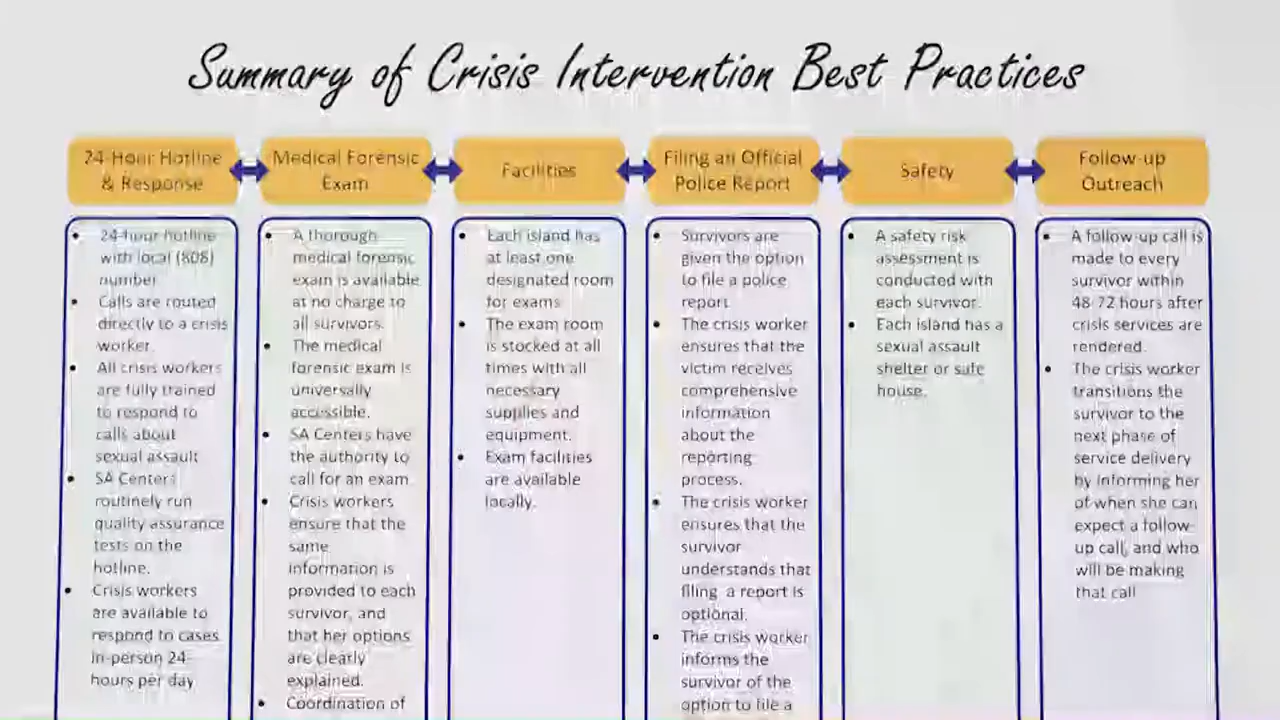 Summary of Crisis Intervention Best Practices
24-Hour Hotline
& Response
Medical Forensic
Exam
Facilities
Filing an Official
Police Report
Safety
Follow-up
Outreach
• 24-hour hotline
with local (808)
number
• Calls are routed
directly to a crisis
worker.
• All crisis workers
are fully trained
to respond to
calls about
sexual assault
• SA Centers
routinely run
quality assurance
tests on the
hotline.
• Crisis workers
are available to
respond to cases
in-person 24-
hours per day
• A thorough
medical forensic
exam is available
at no charge to
all survivors.
• The medical
forensic exam is
universally
accessible.
• SA Centers have
the authority to
call for an exam
• Crisis workers
ensure that the
same
information is
provided to each
survivor, and
that her options
are clearly
explained.
• Coordination of
• Each island has
at least one
designated room
for exams
• The exam room
is stocked at all
times with all
necessary
supplies and
equipment.
• Exam facilities
are available
locally.
• Survivors are
given the option
to file a police
report
• The crisis worker
ensures that the
victim receives
comprehensive
information
about the
reporting
process.
• The crisis worker
ensures that the
survivor
understands that
filing a report is
optional.
• The crisis worker
informs the
survivor of the
option to file a
• A safety risk
assessment is
conducted with
each survivor.
• Each island has a
sexual assault
shelter or safe
house.
• A follow-up call is
made to every
survivor within
48-72 hours after
crisis services are
rendered.
• The crisis worker
transitions the
survivor to the
next phase of
service delivery
by informing her
of when she can
expect a follow-
up call, and who
will be making
that call